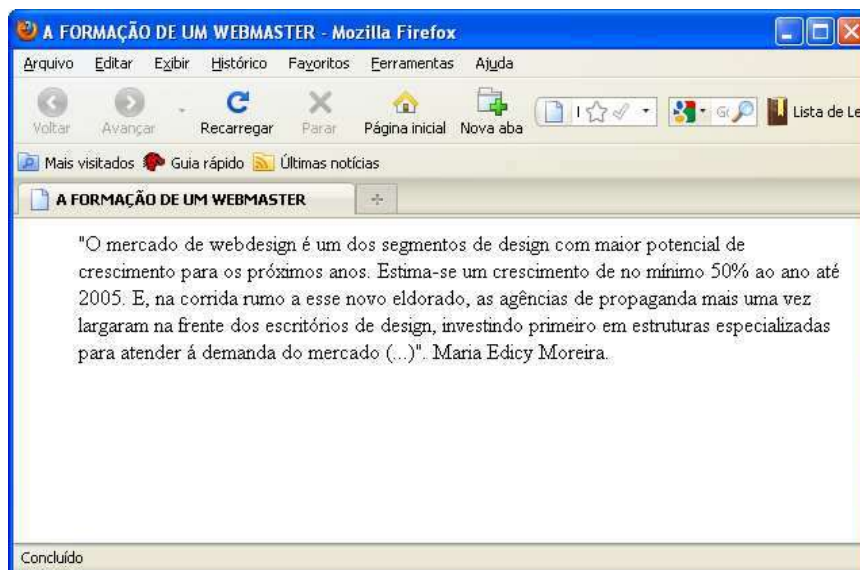 A FORMAÇÃO DE UM WEBMASTER - Mozilla Firefox
Arquivo Editar Exibir Histórico Favoritos Ferramentas Ajuda
Voltar Avançar Recarregar Parar Página inicial Nova aba Lista de Le
Mais visitados Guia rápido Últimas notícias
A FORMAÇÃO DE UM WEBMASTER
"O mercado de webdesign é um dos segmentos de design com maior potencial de
crescimento para os próximos anos. Estima-se um crescimento de no mínimo 50% ao ano até
2005. E, na corrida rumo a esse novo eldorado, as agências de propaganda mais uma vez
largaram na frente dos escritórios de design, investindo primeiro em estruturas especializadas
para atender á demanda do mercado (...)". Maria Edicy Moreira.
Concluído